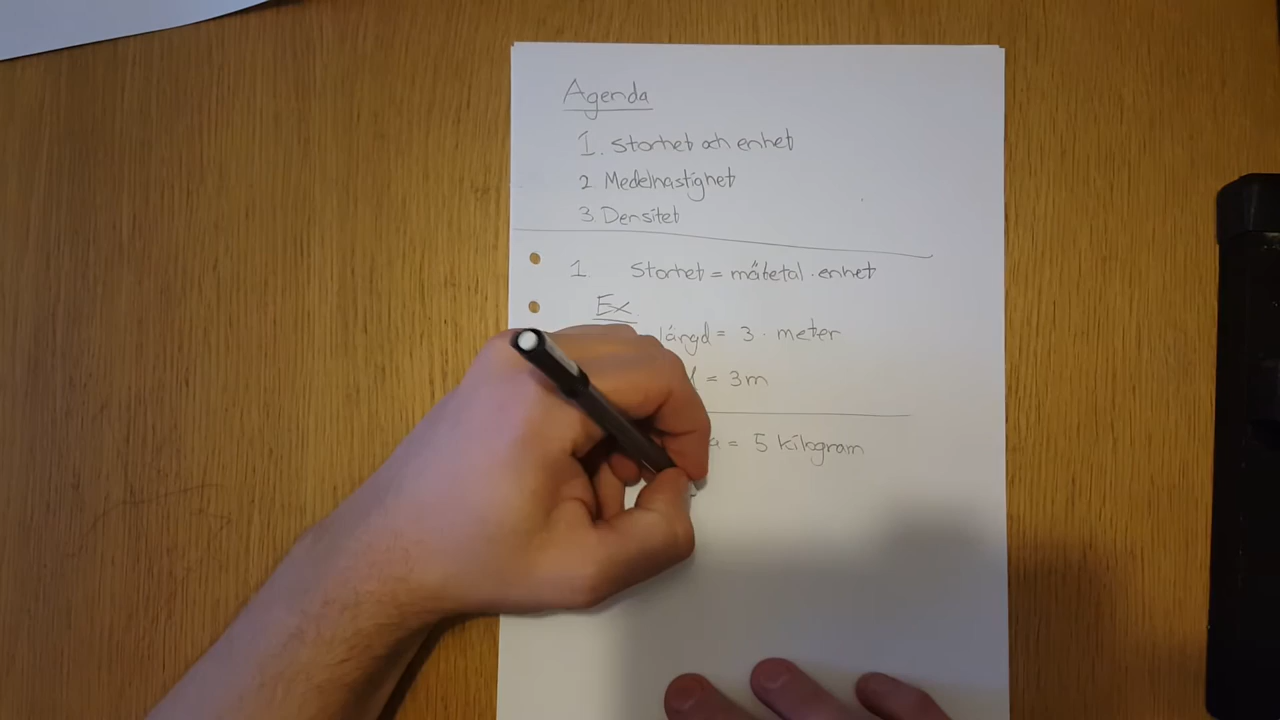 Agenda
1. Storhet och enhet
2. Medelhastighet
3. Densitet
1. Storhet = mätetal · enhet
Ex.
längd = 3 · meter
= 3m
= 5 kilogram